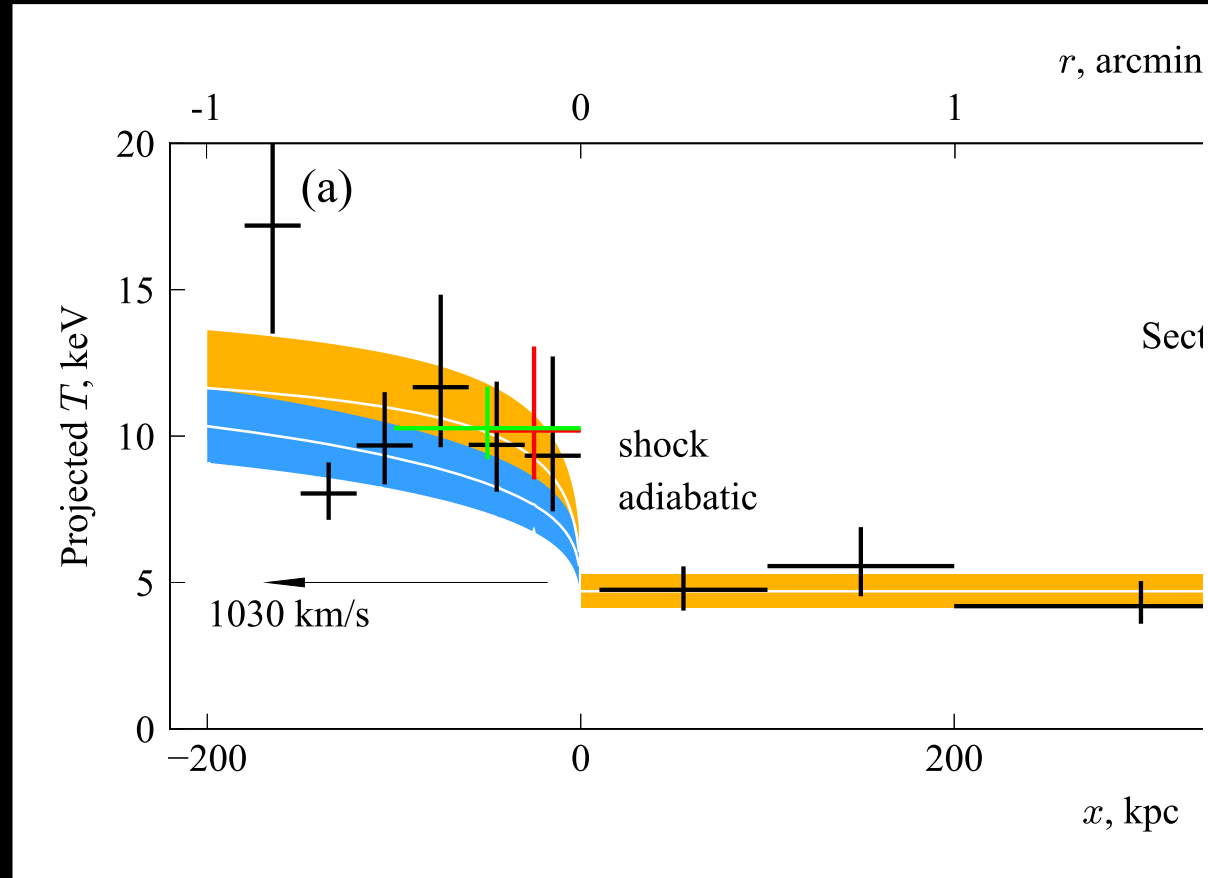 r, arcmin
-1 0 1
20
(a)
15
Projected T, keV
Sect
10
shock
adiabatic
5
1030 km/s
0
−200 0 200
x, kpc